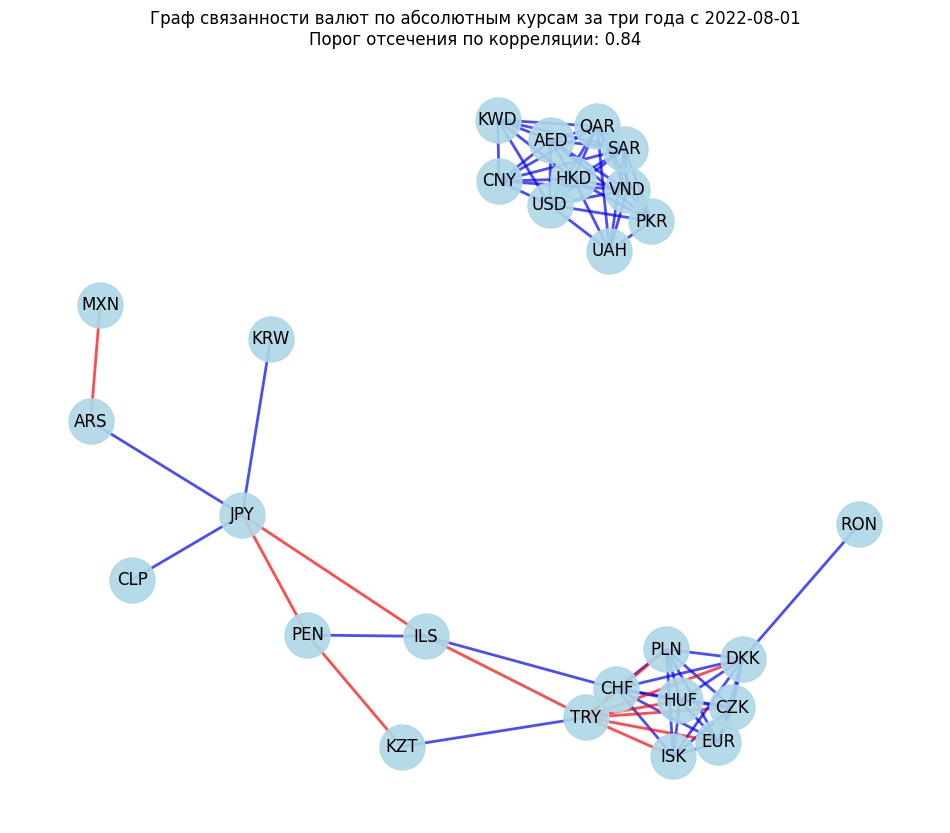 Граф связанности валют по абсолютным курсам за три года с 2022-08-01
Порог отсечения по корреляции: 0.84
KWD
QAR
AED
SAR
CNY
HKD
VND
USD
PKR
UAH
MXN
KRW
ARS
JPY
RON
CLP
PEN
ILS
PLN
DKK
CHF
HUF
CZK
TRY
EUR
KZT
ISK